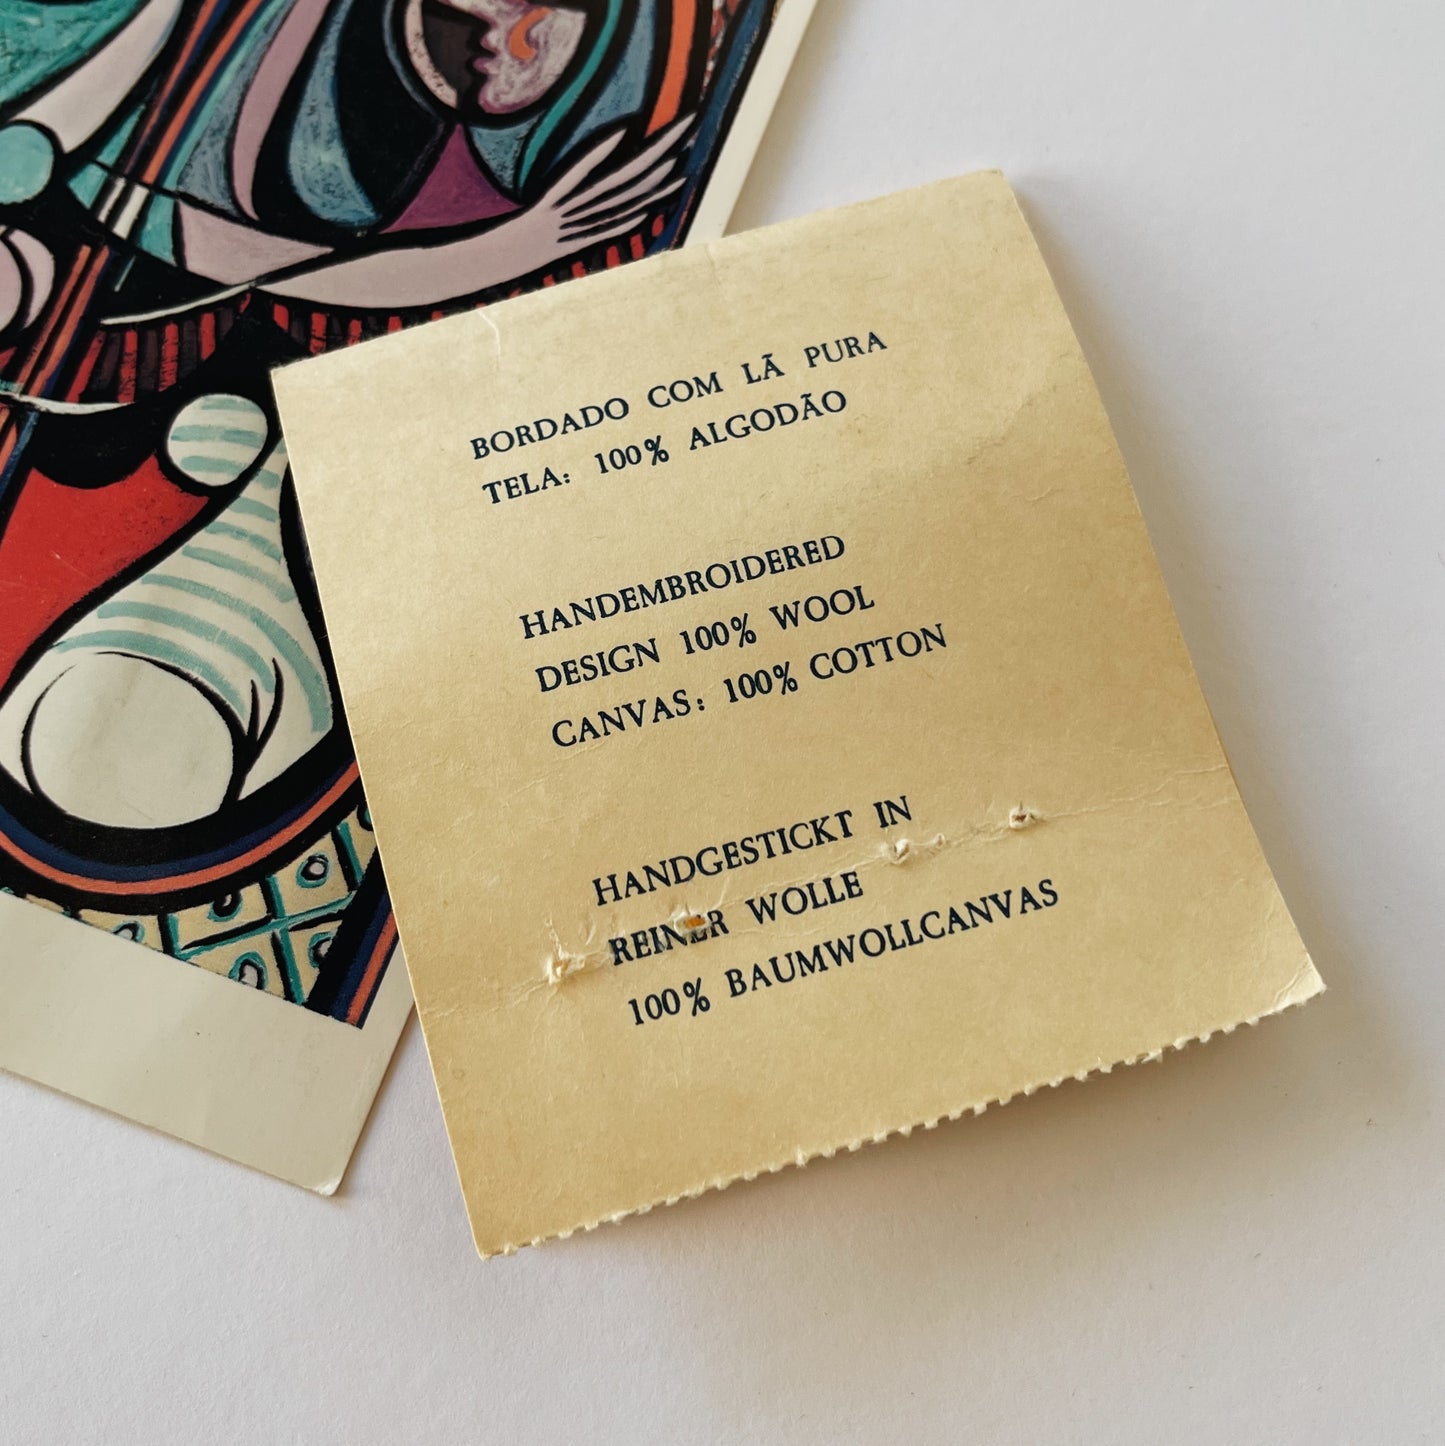 BORDADO COM LÃ PURA
TELA: 100% ALGODÃO
HANDEMBROIDERED
DESIGN 100% WOOL
CANVAS: 100% COTTON
HANDGESTICKT IN
REINER WOLLE
100% BAUMWOLLCANVAS